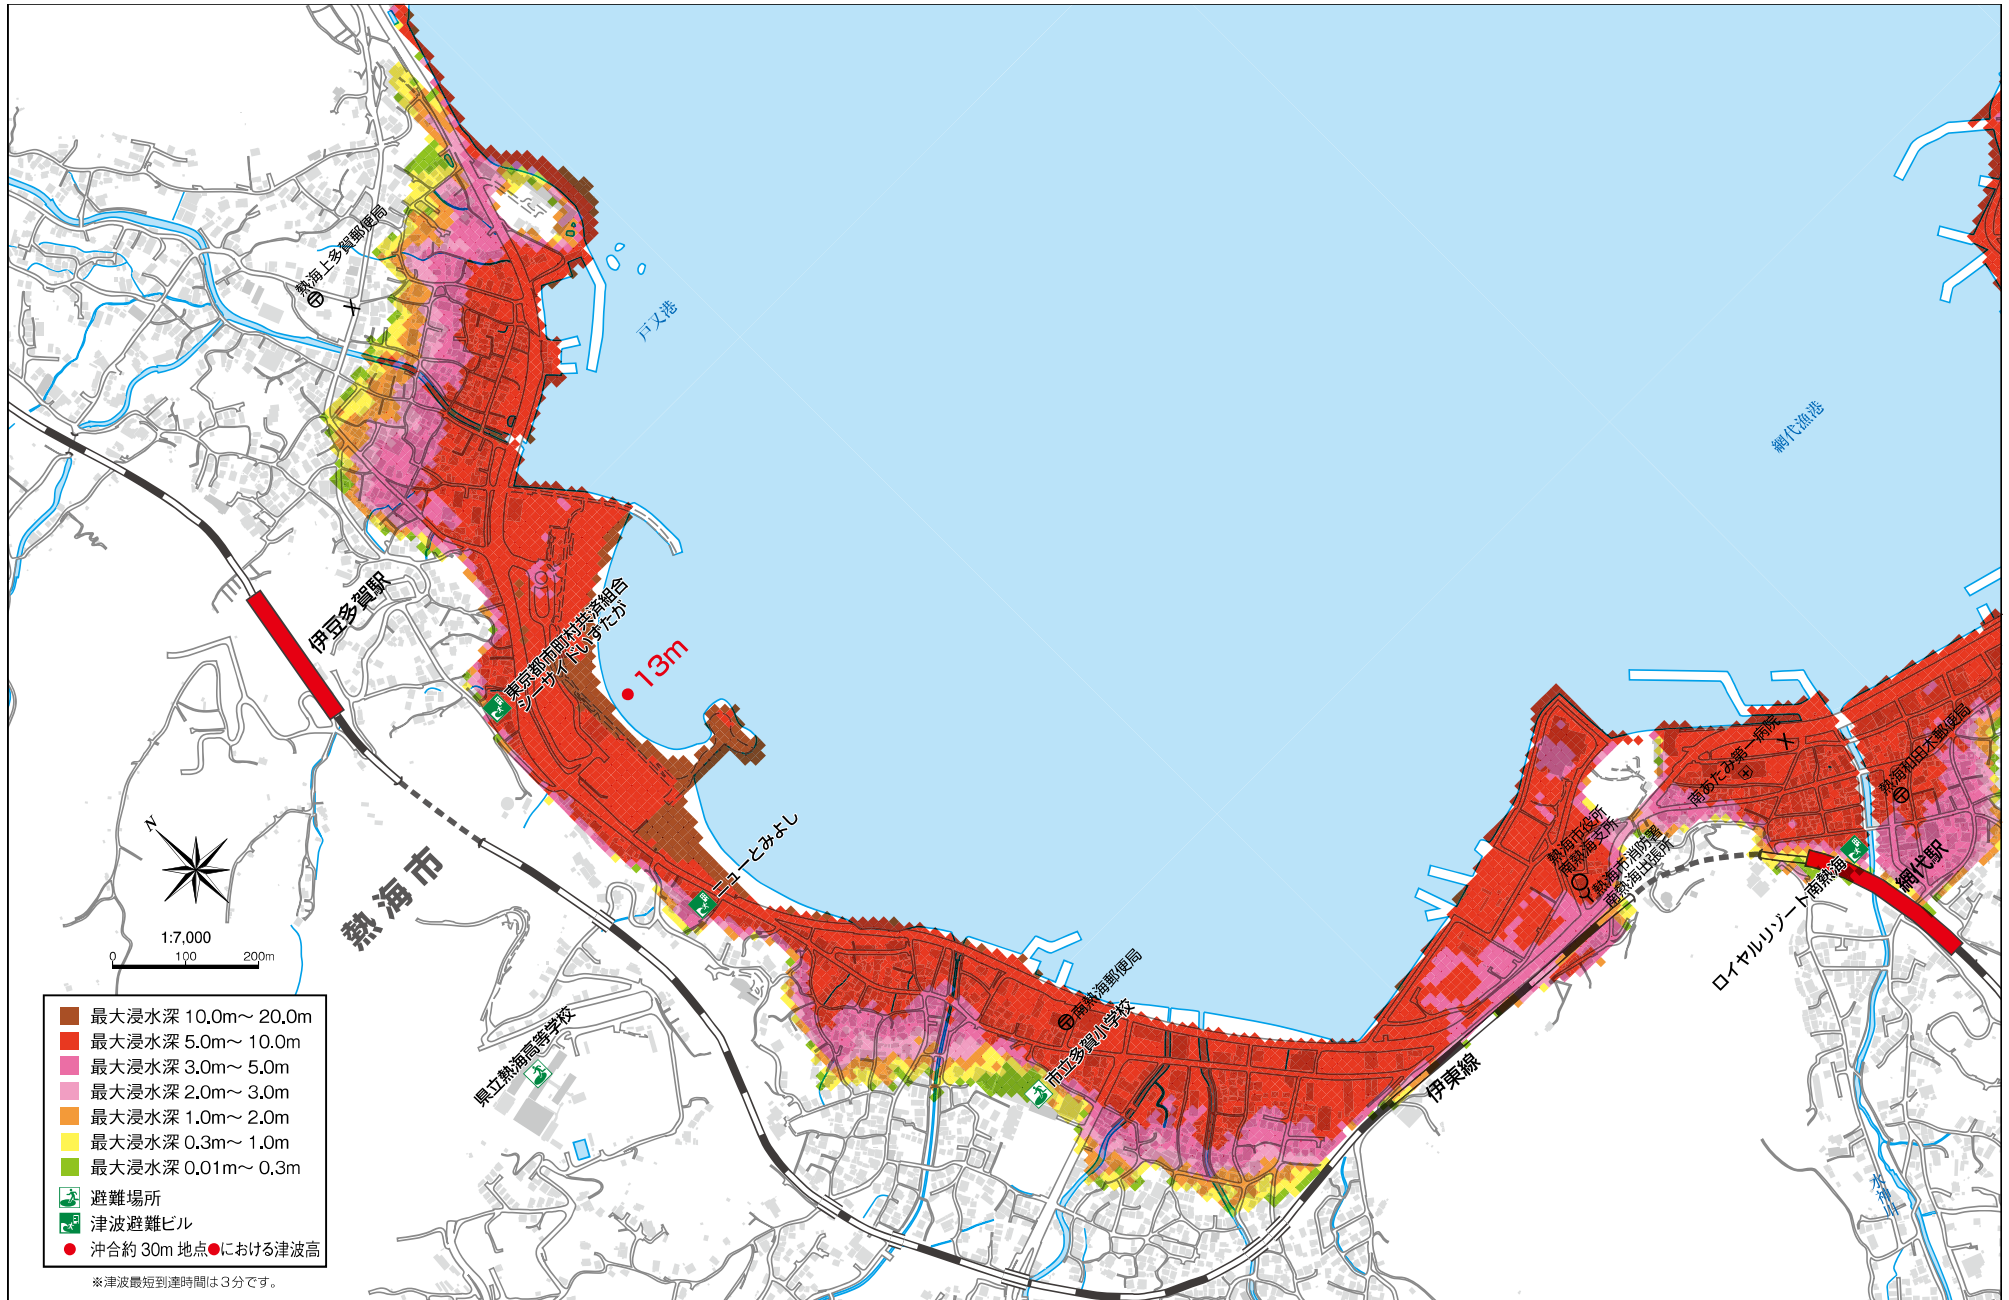 熱海上多賀郵便局
戸又港
網代漁港
伊豆多賀駅
東京都市町村共済組合
シーサイドいずたが
13m
ニューとみよし
熱海市
N
1:7,000
0 100 200m
県立熱海高等学校
南熱海郵便局
市立多賀小学校
伊東線
熱海市役所
南熱海支所
熱海市消防署
南熱海出張所
南あたみ第一病院
熱海和田木郵便局
ロイヤルリゾート南熱海
網代駅
水神川
最大浸水深 10.0m～ 20.0m
最大浸水深 5.0m～ 10.0m
最大浸水深 3.0m～ 5.0m
最大浸水深 2.0m～ 3.0m
最大浸水深 1.0m～ 2.0m
最大浸水深 0.3m～ 1.0m
最大浸水深 0.01m～ 0.3m
避難場所
津波避難ビル
沖合約 30m 地点●における津波高
※津波最短到達時間は３分です。